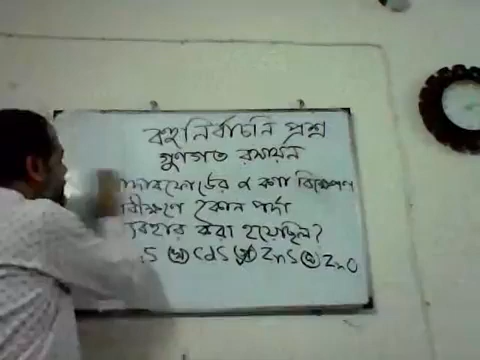 বহুনির্বাচনি প্রশ্ন
গুণগত রসায়ন
α কণা বিক্ষেপণ
কোন পর্দা
করা হয়েছিল?
S খ CdS গ ZnS ঘ ZnO